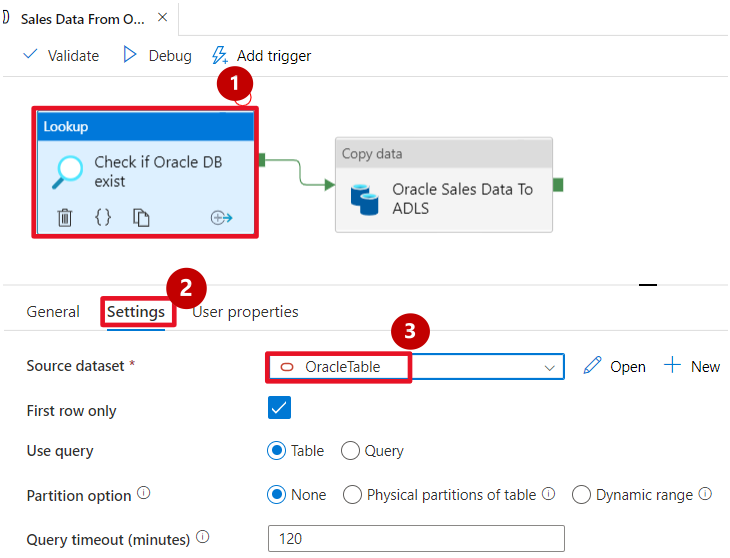 Sales Data From O...
Validate Debug Add trigger
1
Lookup
Check if Oracle DB
exist
Copy data
Oracle Sales Data To
ADLS
2
General Settings User properties
3
Source dataset * OracleTable Open New
First row only
Use query Table Query
Partition option None Physical partitions of table Dynamic range
Query timeout (minutes) 120